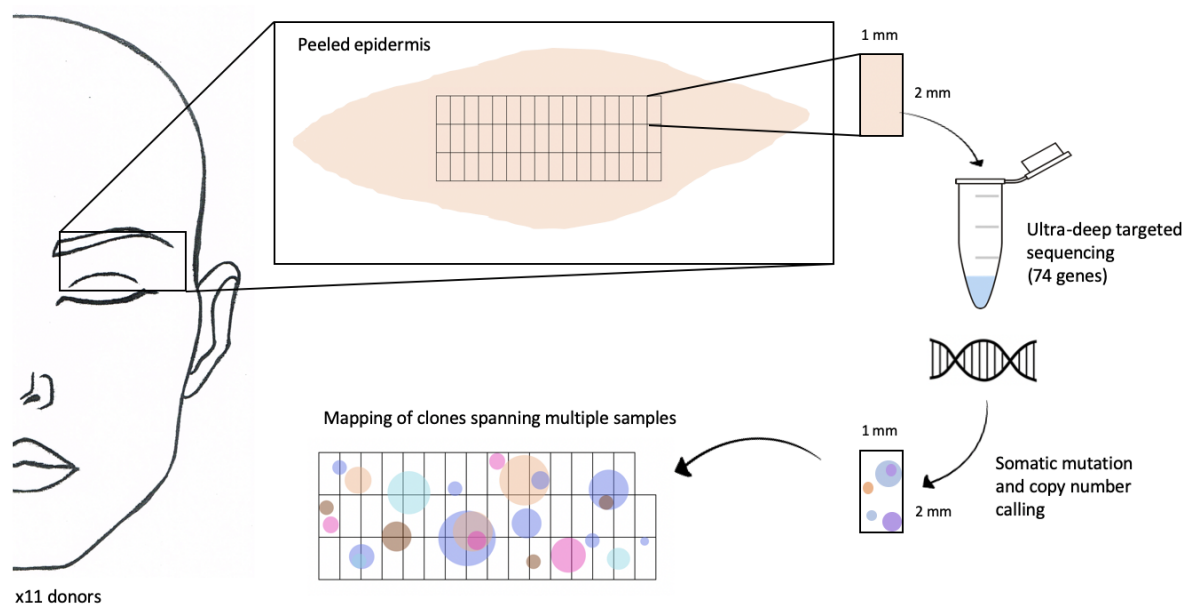 Peeled epidermis
1 mm
2 mm
Ultra-deep targeted
sequencing
(74 genes)
Mapping of clones spanning multiple samples
1 mm
2 mm
Somatic mutation
and copy number
calling
x11 donors